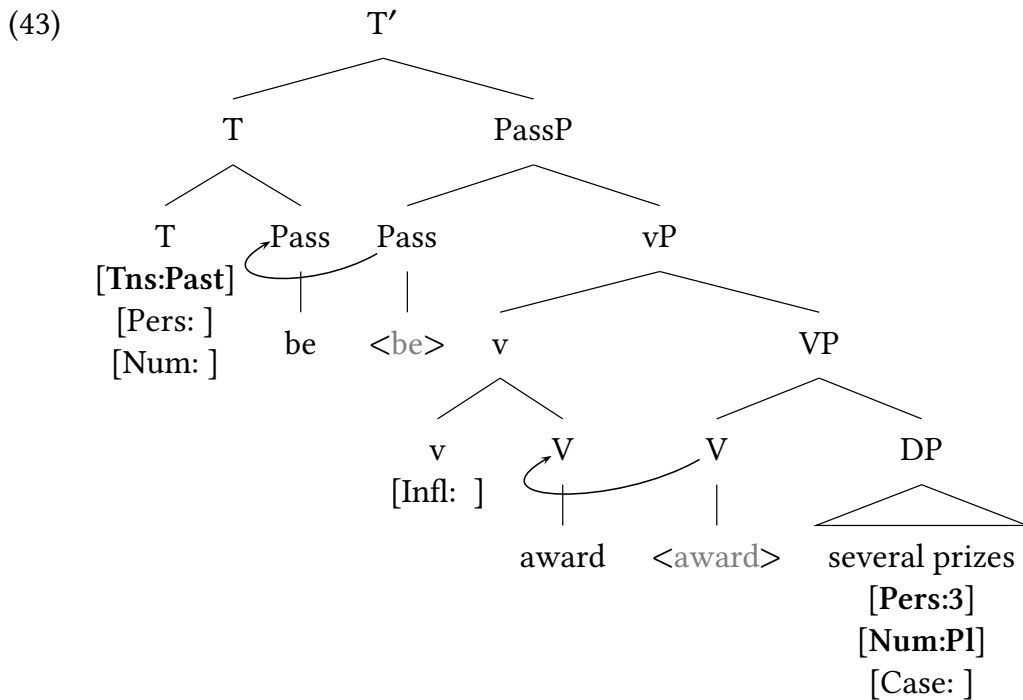 (43) T′
T PassP
T Pass Pass vP
[Tns:Past]
[Pers: ]
[Num: ] be <be> v VP
v V V DP
[Infl: ]
award <award> several prizes
[Pers:3]
[Num:Pl]
[Case: ]